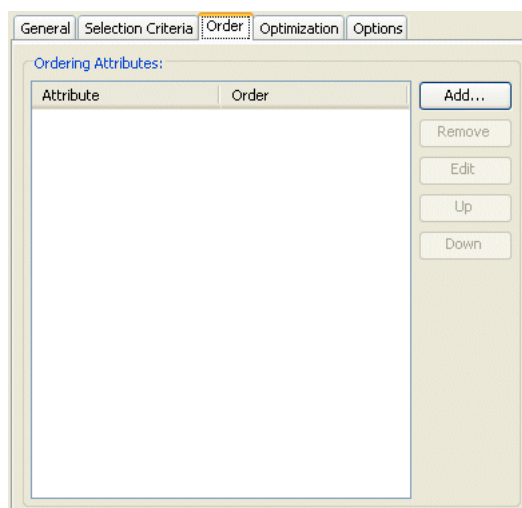 General Selection Criteria Order Optimization Options
Ordering Attributes:
Attribute Order Add...
Remove
Edit
Up
Down